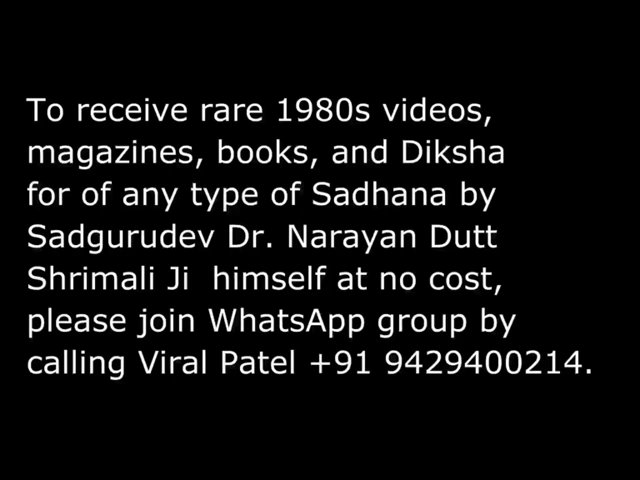 To receive rare 1980s videos,
magazines, books, and Diksha
for of any type of Sadhana by
Sadgurudev Dr. Narayan Dutt
Shrimali Ji  himself at no cost,
please join WhatsApp group by
calling Viral Patel +91 9429400214.